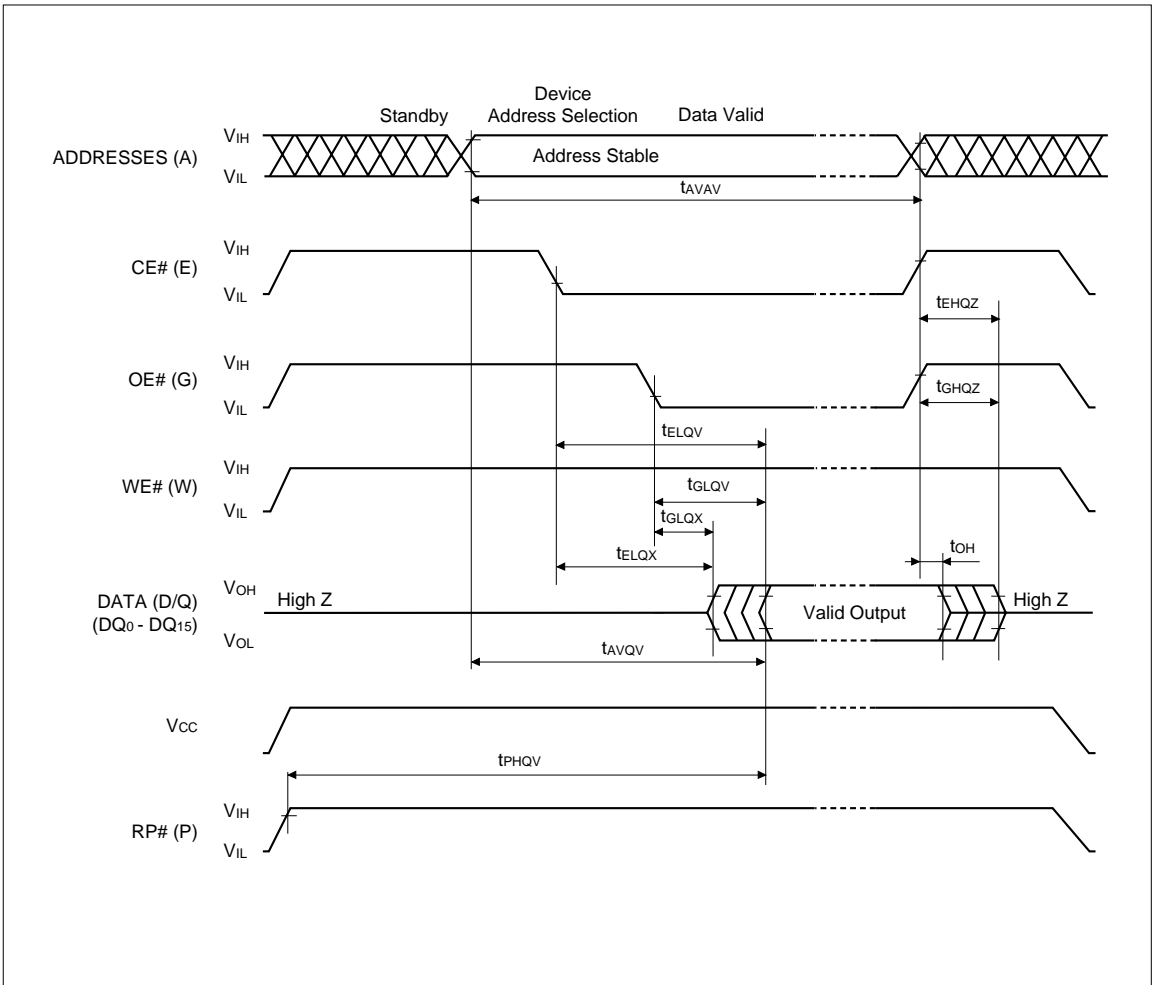 Device
Standby Address Selection Data Valid
VIH
ADDRESSES (A) Address Stable
VIL
tAVAV
VIH
CE# (E)
VIL
tEHQZ
VIH
OE# (G)
tGHQZ
VIL
tELQV
VIH
WE# (W)
tGLQV
VIL
tGLQX
tELQX
tOH
VOH
High Z
DATA (D/Q)
(DQ0 - DQ15)
Valid Output
High Z
VOL
tAVQV
VCC
tPHQV
VIH
RP# (P)
VIL